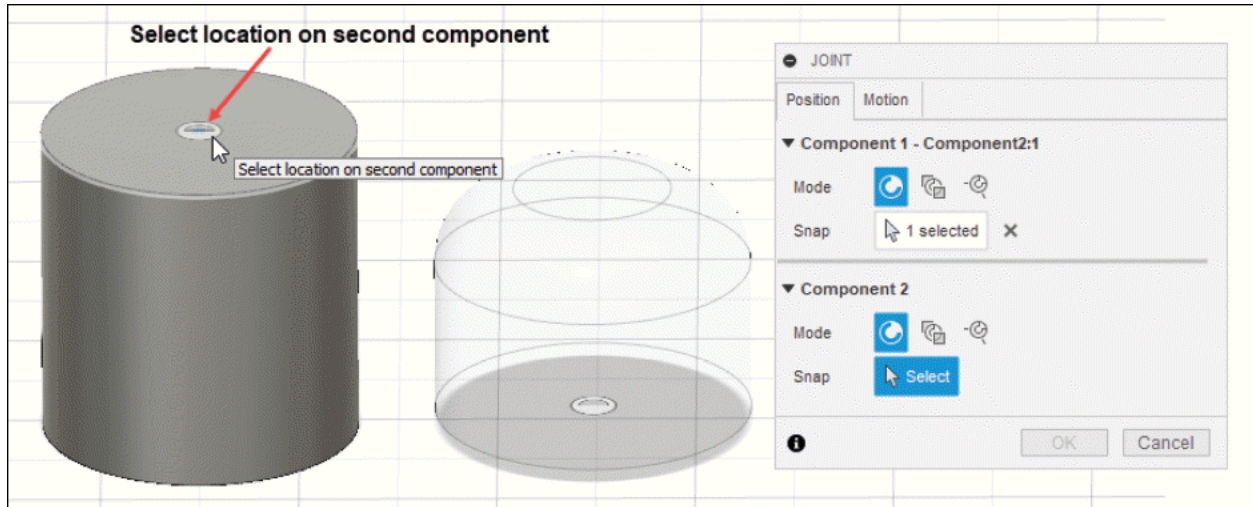 Select location on second component
Select location on second component
JOINT
Position Motion
Component 1 - Component2:1
Mode
Snap 1 selected
Component 2
Mode
Snap Select
OK Cancel